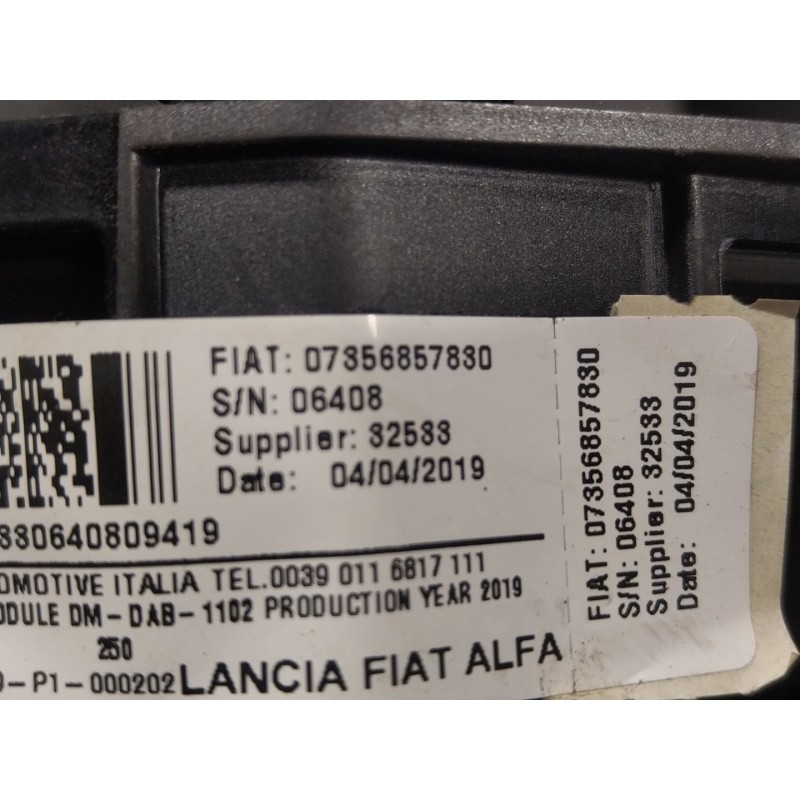 FIAT: 07356857830
S/N: 06408
Supplier: 32533
Date: 04/04/2019
330640809419
OMOTIVE ITALIA TEL.0039 011 6817 111
ODULE DM-DAB-1102 PRODUCTION YEAR 2019
250
-P1-000202 LANCIA FIAT ALFA
FIAT: 07356857830
S/N: 06408
Supplier: 32533
Date: 04/04/2019